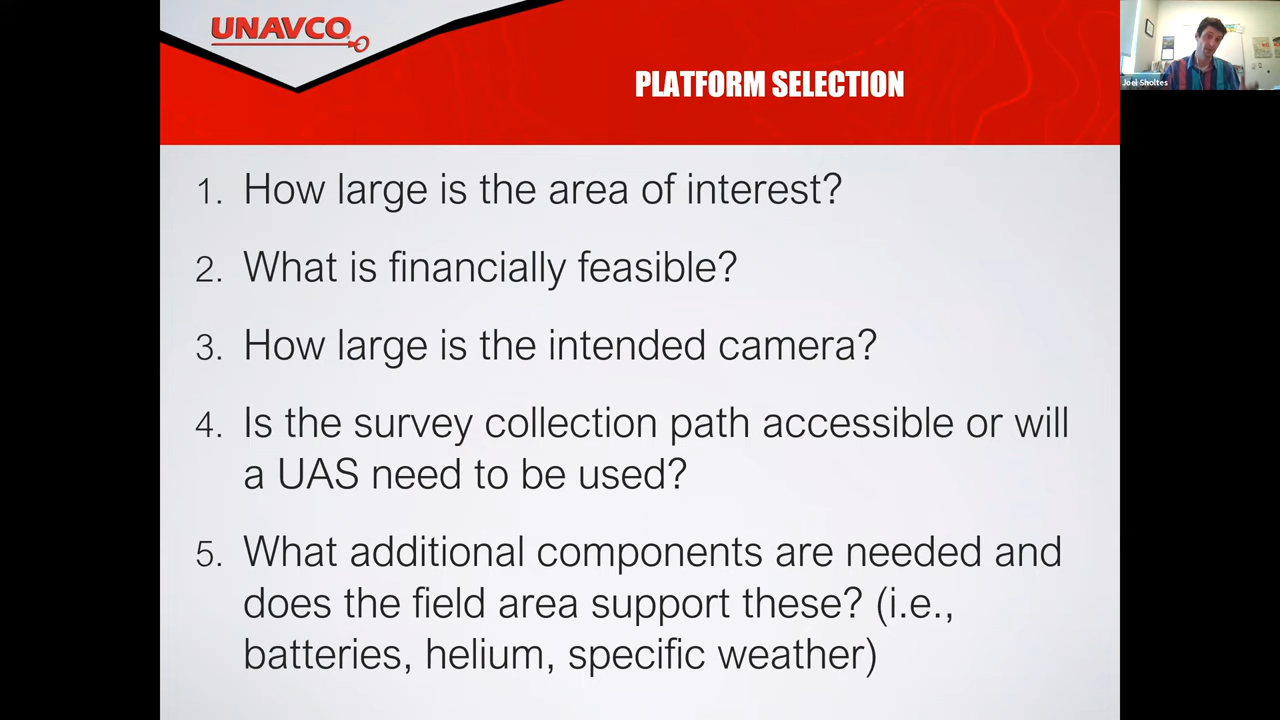 UNAVCO
PLATFORM SELECTION
Joel Sholtes
1. How large is the area of interest?
2. What is financially feasible?
3. How large is the intended camera?
4. Is the survey collection path accessible or will
a UAS need to be used?
5. What additional components are needed and
does the field area support these? (i.e.,
batteries, helium, specific weather)